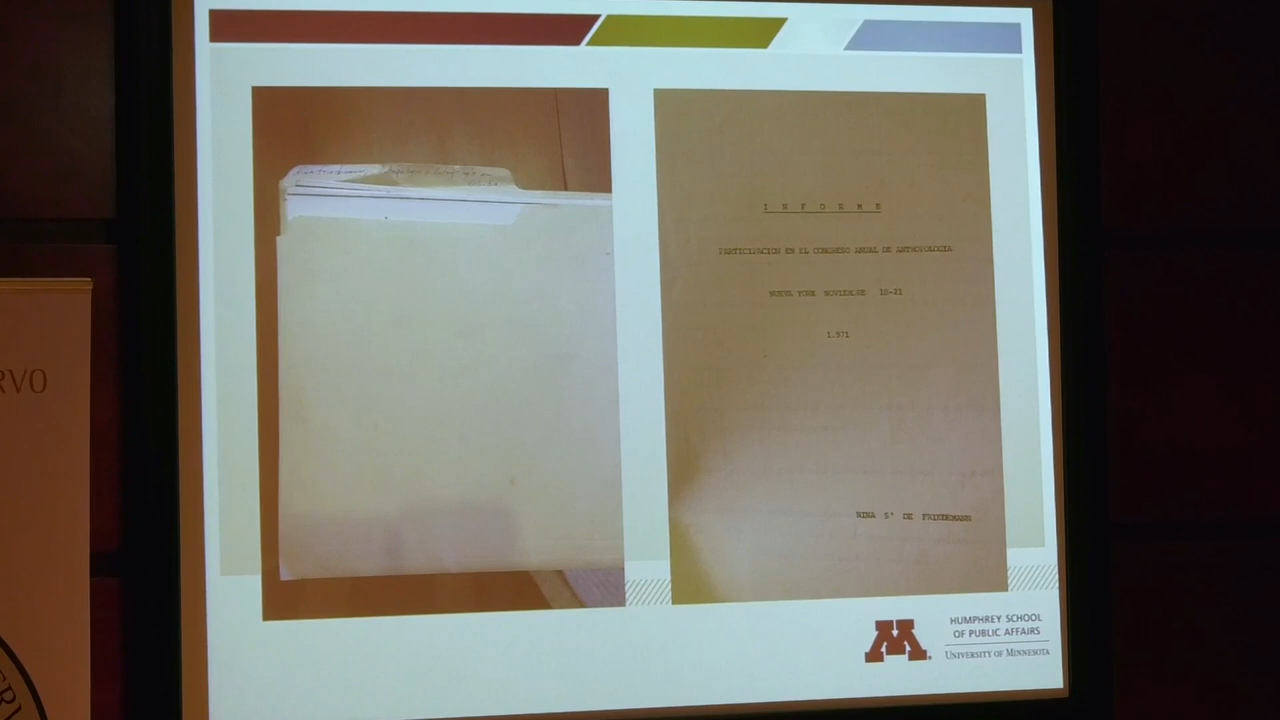 RVO
I N F O R M E
PARTICIPACION EN EL CONGRESO ANUAL DE ANTROPOLOGIA
NUEVA YORK NOVIEMBRE 18-21
1.971
NINA S' DE FRIEDEMANN
M
HUMPHREY SCHOOL
OF PUBLIC AFFAIRS
UNIVERSITY OF MINNESOTA
ERV